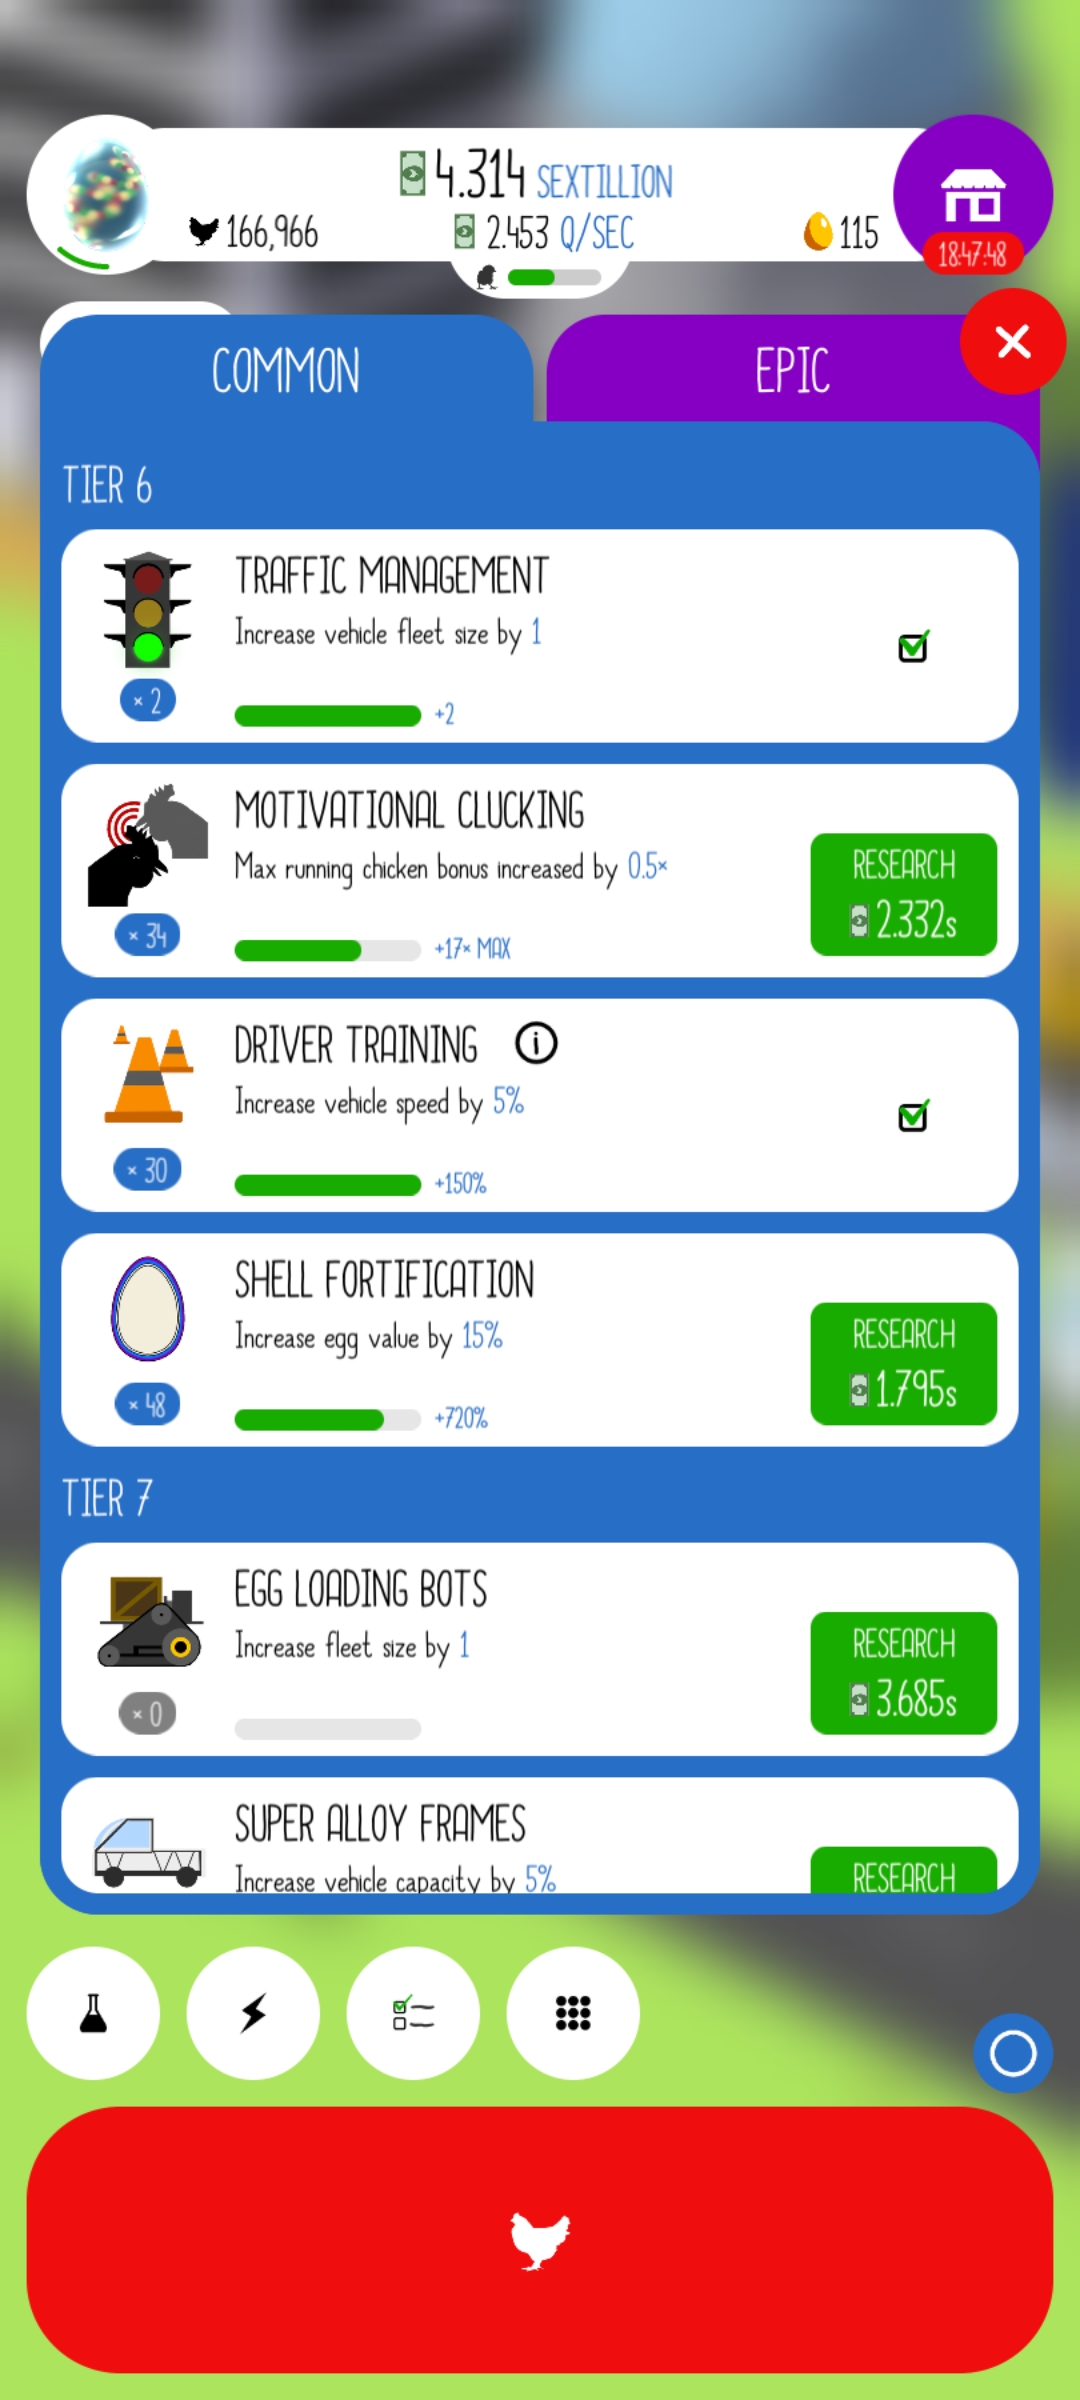 4.314 SEXTILLION
166,966
2.453 Q/SEC
115
18:47:48
COMMON
EPIC
TIER 6
TRAFFIC MANAGEMENT
Increase vehicle fleet size by 1
× 2
+2
MOTIVATIONAL CLUCKING
Max running chicken bonus increased by 0.5×
RESEARCH
2.332s
× 34
+17× MAX
DRIVER TRAINING
Increase vehicle speed by 5%
× 30
+150%
SHELL FORTIFICATION
Increase egg value by 15%
RESEARCH
1.795s
× 48
+720%
TIER 7
EGG LOADING BOTS
Increase fleet size by 1
RESEARCH
3.685s
× 0
SUPER ALLOY FRAMES
Increase vehicle capacity by 5%
RESEARCH